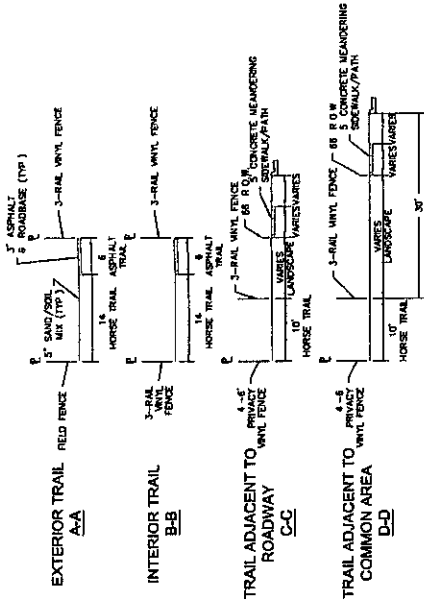 EXTERIOR TRAIL
A-A
FIELD FENCE
5" SAND/SOIL
MIX (TYP)
3" ASPHALT
& ROADBASE (TYP)
3-RAIL VINYL FENCE
14
HORSE TRAIL
6
ASPHALT
TRAIL
INTERIOR TRAIL
B-B
3-RAIL
VINYL
FENCE
3-RAIL VINYL FENCE
14
HORSE TRAIL
ASPHALT
TRAIL
TRAIL ADJACENT TO
ROADWAY
C-C
4-6'
PRIVACY
VINYL FENCE
3-RAIL VINYL FENCE
66 R O W
5' CONCRETE MEANDERING
SIDEWALK/PATH
10'
HORSE TRAIL
VARIES
LANDSCAPE
VARIES
VARIES
TRAIL ADJACENT TO
COMMON AREA
D-D
4-6
PRIVACY
VINYL FENCE
3-RAIL VINYL FENCE
66 R O W
5 CONCRETE MEANDERING
SIDEWALK/PATH
10'
HORSE TRAIL
VARIES
LANDSCAPE
VARIES
VARIES
30'